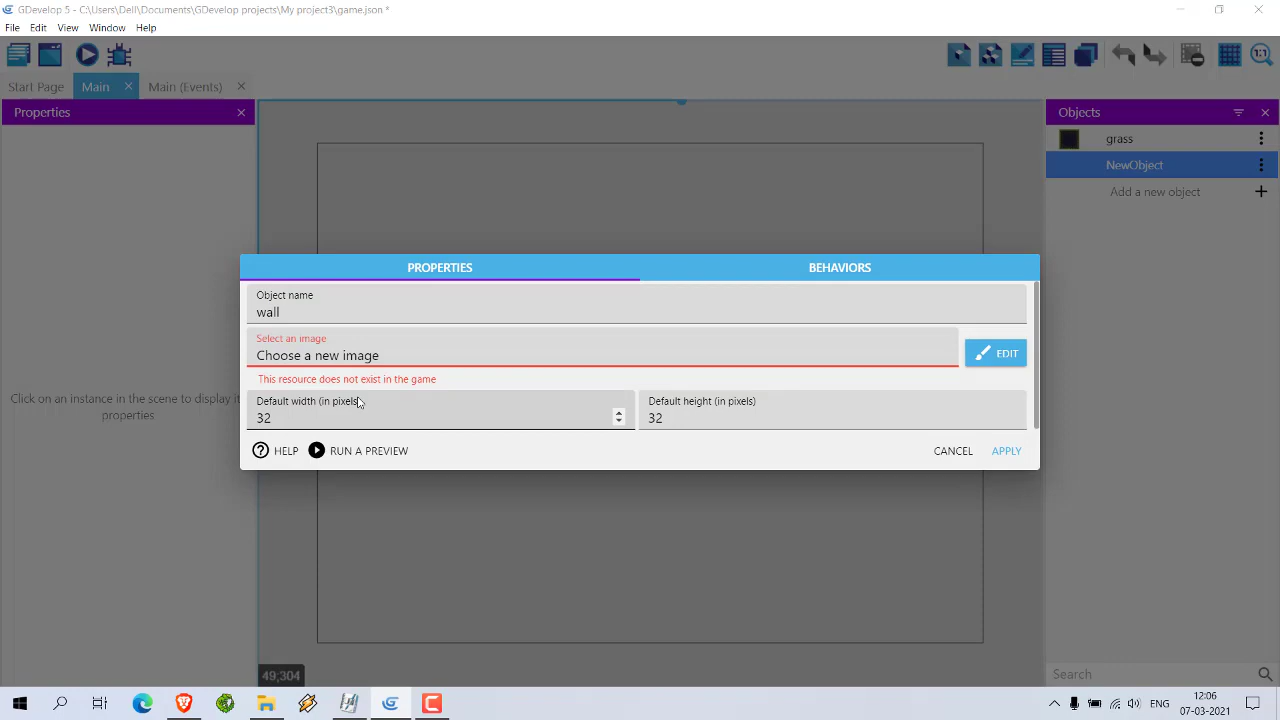 GDevelop 5 - C:\Users\Dell\Documents\GDevelop projects\My project3\game.json *
File Edit View Window Help
1:1
Start Page Main Main (Events)
Properties
Objects
grass
NewObject
Add a new object
PROPERTIES BEHAVIORS
Object name
wall
Select an image
Choose a new image
EDIT
This resource does not exist in the game
Click on an instance in the scene to display it
properties
Default width (in pixels)
32
Default height (in pixels)
32
HELP RUN A PREVIEW CANCEL APPLY
49;304
Search
ENG
12:06
07-03-2021